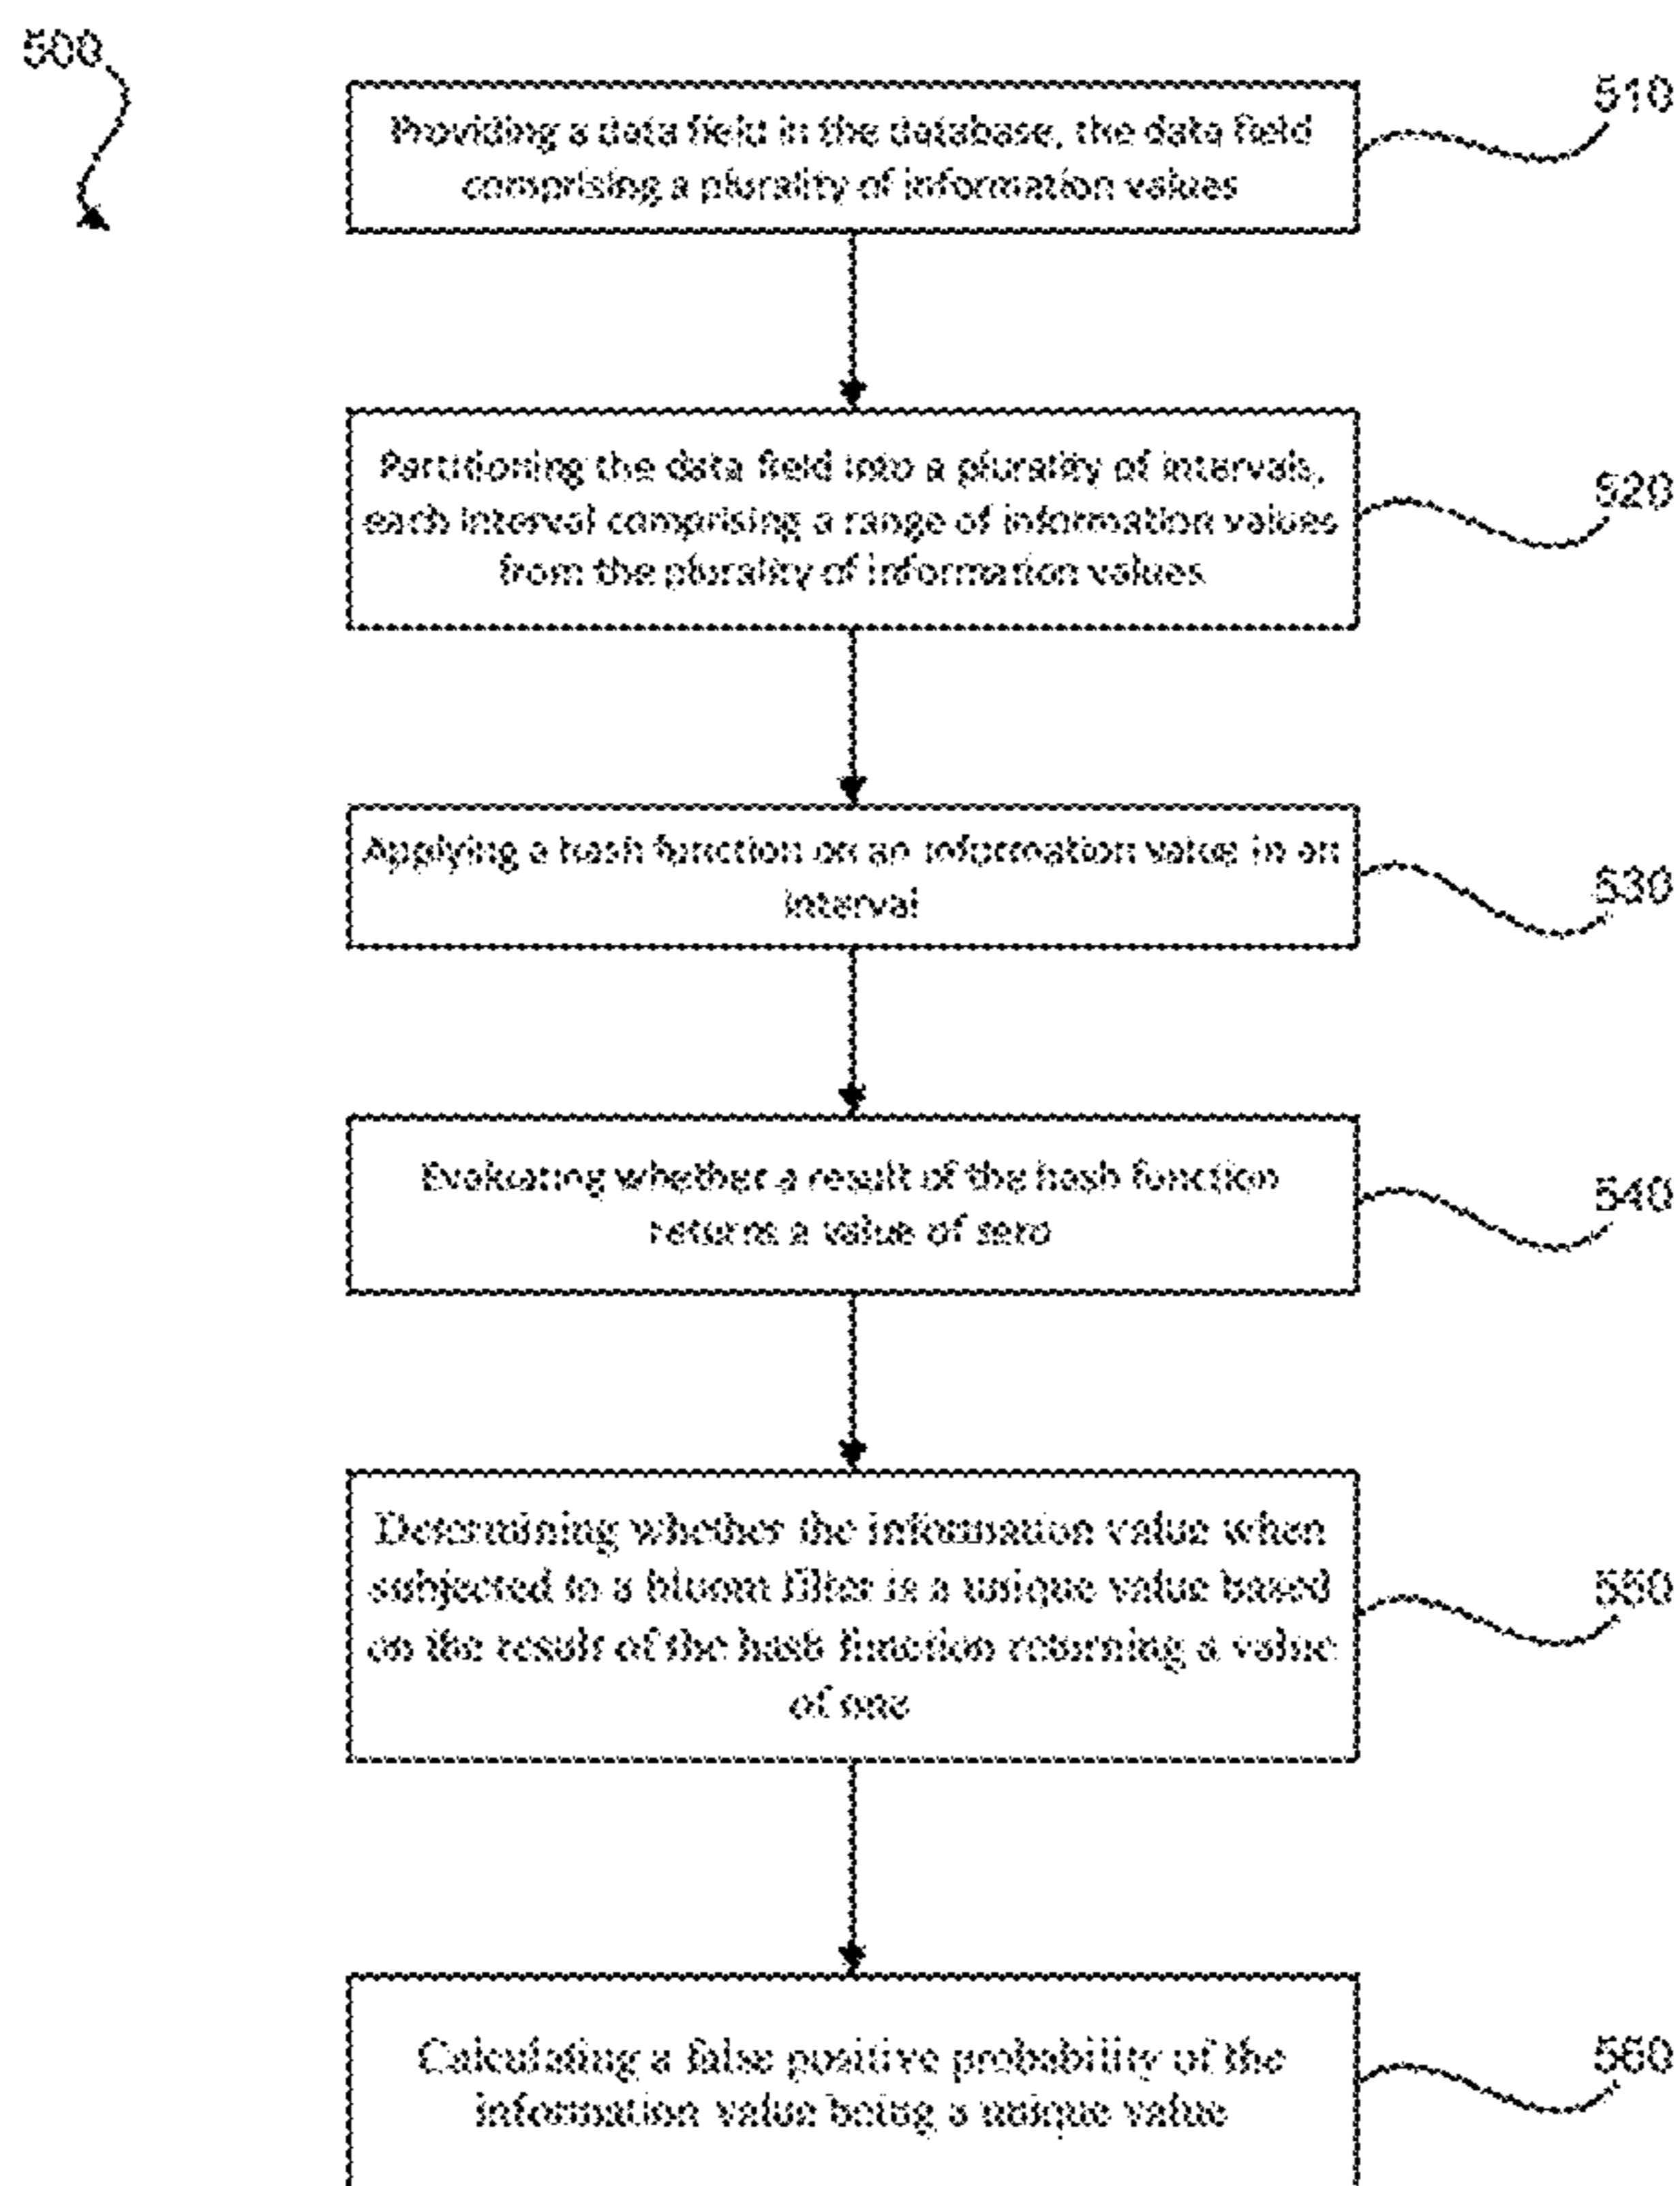 500
510
Providing a data field in the database, the data field
comprising a plurality of information values
520
Partitioning the data field into a plurality of intervals,
each interval comprising a range of information values
from the plurality of information values
530
Applying a hash function on an information value in an
interval
540
Evaluating whether a result of the hash function
returns a value of zero
550
Determining whether the information value when
subjected to a bloom filter is a unique value based
on the result of the hash function returning a value
of one
560
Calculating a false positive probability of the
information value being a unique value